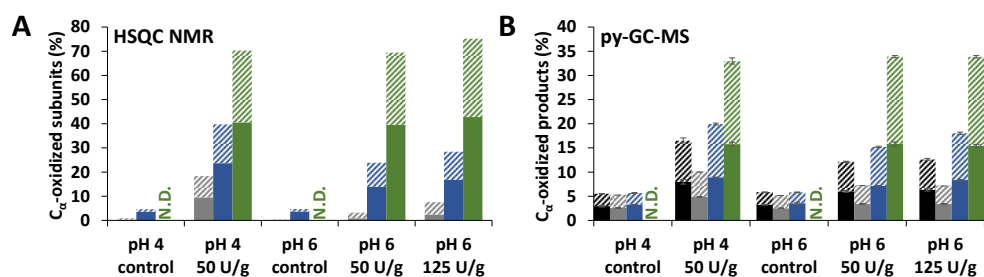 A
HSQC NMR
Cα-oxidized subunits (%)
80
70
60
50
40
30
20
10
0
N.D.
N.D.
pH 4 control
pH 4 50 U/g
pH 6 control
pH 6 50 U/g
pH 6 125 U/g
B
py-GC-MS
Cα-oxidized products (%)
40
35
30
25
20
15
10
5
0
N.D.
N.D.
pH 4 control
pH 4 50 U/g
pH 6 control
pH 6 50 U/g
pH 6 125 U/g